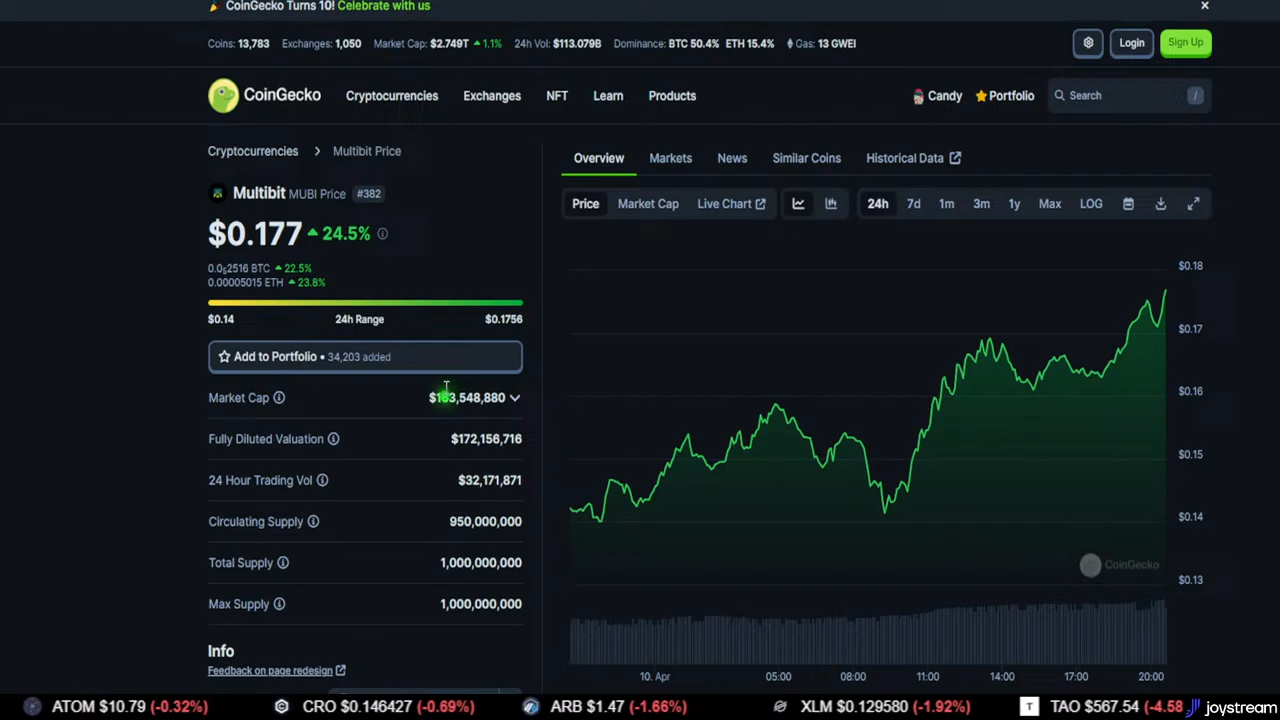 CoinGecko Turns 10! Celebrate with us
Coins: 13,783 Exchanges: 1,050 Market Cap: $2.749T 1.1% 24h Vol: $113.079B Dominance: BTC 50.4% ETH 15.4% Gas: 13 GWEI
Login
Sign Up
CoinGecko
Cryptocurrencies Exchanges NFT Learn Products
Candy Portfolio Search /
Cryptocurrencies > Multibit Price
Multibit MUBI Price #382
$0.177 24.5%
0.0₅2516 BTC 22.5%
0.00005015 ETH 23.8%
$0.14 24h Range $0.1756
Add to Portfolio • 34,203 added
Market Cap $163,548,880
Fully Diluted Valuation $172,156,716
24 Hour Trading Vol $32,171,871
Circulating Supply 950,000,000
Total Supply 1,000,000,000
Max Supply 1,000,000,000
Info
Feedback on page redesign
Overview Markets News Similar Coins Historical Data
Price Market Cap Live Chart 24h 7d 1m 3m 1y Max LOG
$0.18
$0.17
$0.16
$0.15
$0.14
$0.13
CoinGecko
10. Apr 05:00 08:00 11:00 14:00 17:00 20:00
ATOM $10.79 (-0.32%) CRO $0.146427 (-0.69%) ARB $1.47 (-1.66%) XLM $0.129580 (-1.92%) TAO $567.54 (-4.58
joystream